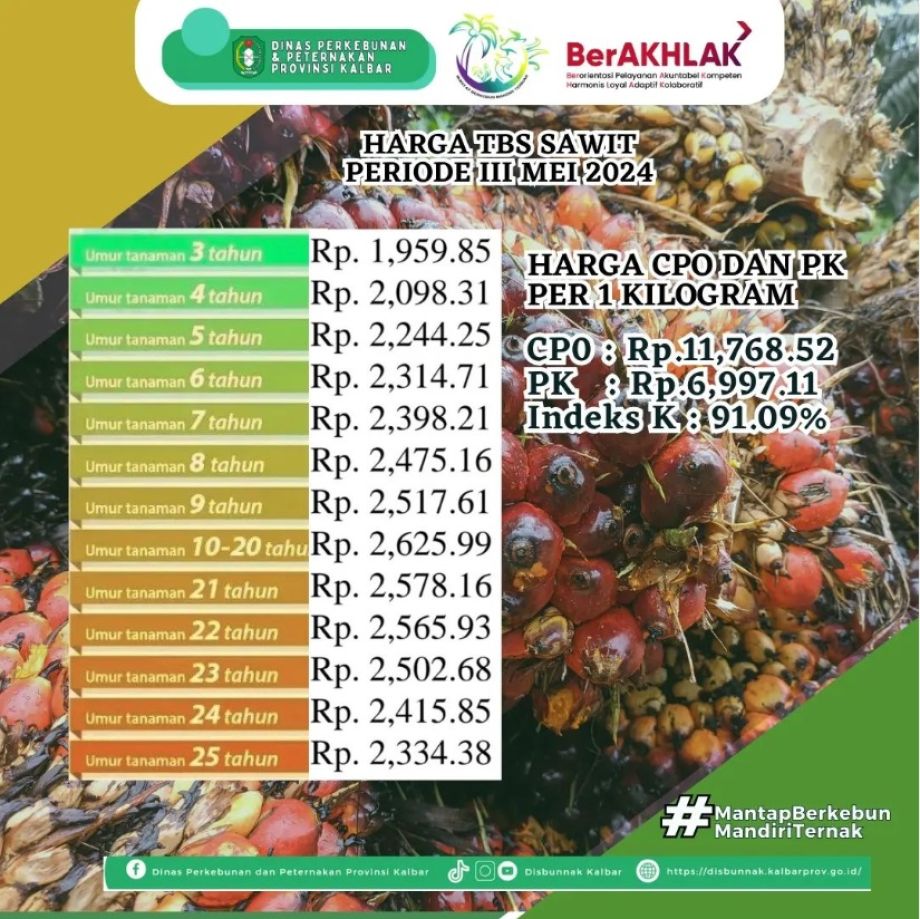 DINAS PERKEBUNAN
& PETERNAKAN
PROVINSI KALBAR
BerAKHLAK
Berorientasi Pelayanan Akuntabel Kompeten
Harmonis Loyal Adaptif Kolaboratif
HARGA TBS SAWIT
PERIODE III MEI 2024
Umur tanaman 3 tahun Rp. 1,959.85
Umur tanaman 4 tahun Rp. 2,098.31
Umur tanaman 5 tahun Rp. 2,244.25
Umur tanaman 6 tahun Rp. 2,314.71
Umur tanaman 7 tahun Rp. 2,398.21
Umur tanaman 8 tahun Rp. 2,475.16
Umur tanaman 9 tahun Rp. 2,517.61
Umur tanaman 10-20 tahu Rp. 2,625.99
Umur tanaman 21 tahun Rp. 2,578.16
Umur tanaman 22 tahun Rp. 2,565.93
Umur tanaman 23 tahun Rp. 2,502.68
Umur tanaman 24 tahun Rp. 2,415.85
Umur tanaman 25 tahun Rp. 2,334.38
HARGA CPO DAN PK
PER 1 KILOGRAM
CPO : Rp.11,768.52
PK : Rp.6,997.11
Indeks K : 91.09%
#MantapBerkebun
MandiriTernak
Dinas Perkebunan dan Peternakan Provinsi Kalbar
Disbunnak Kalbar
https://disbunnak.kalbarprov.go.id/